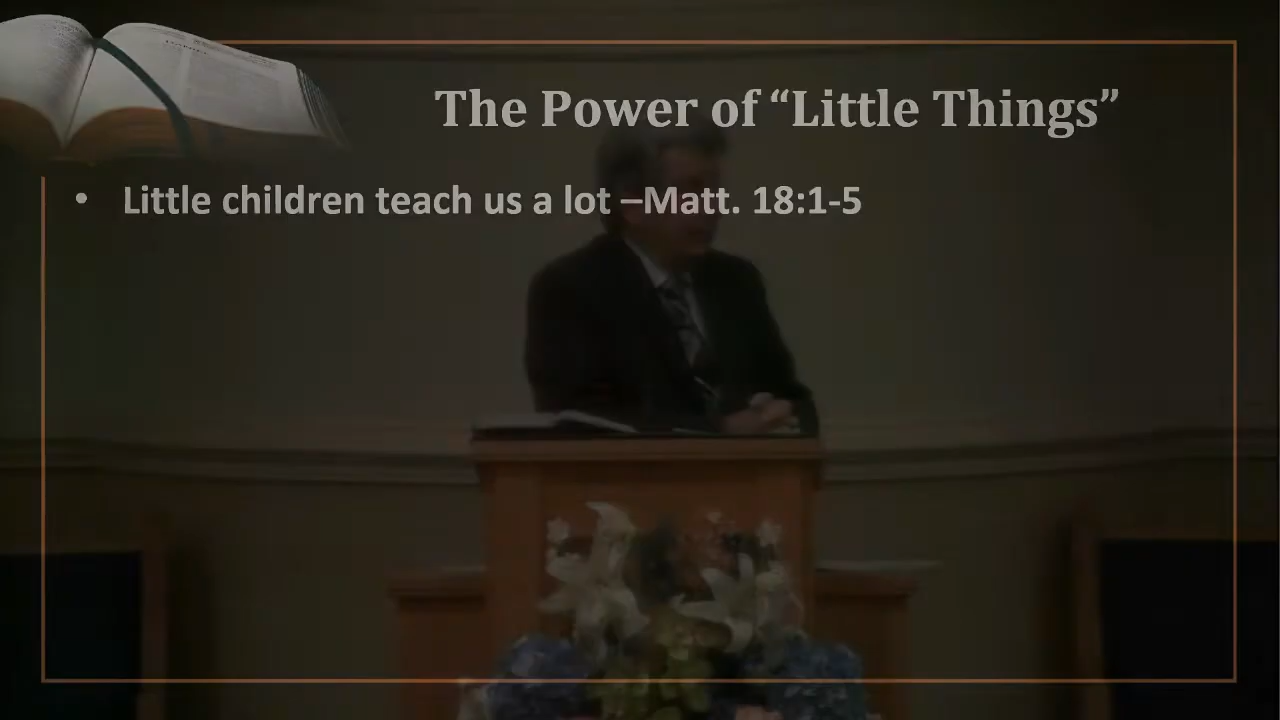 The Power of “Little Things”
• Little children teach us a lot –Matt. 18:1-5